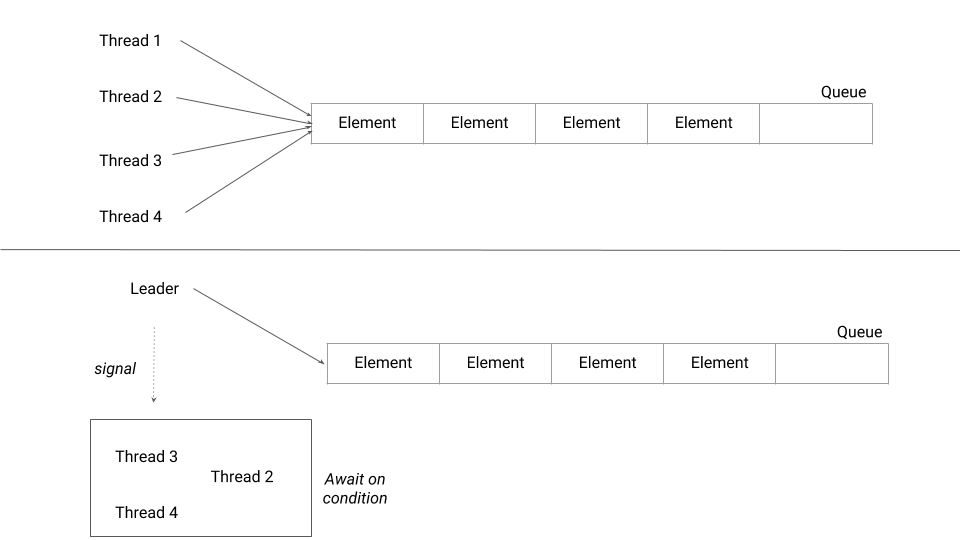 Thread 1
Thread 2
Thread 3
Thread 4
Queue
Element Element Element Element
Leader
signal
Queue
Element Element Element Element
Thread 3
Thread 2
Thread 4
Await on
condition